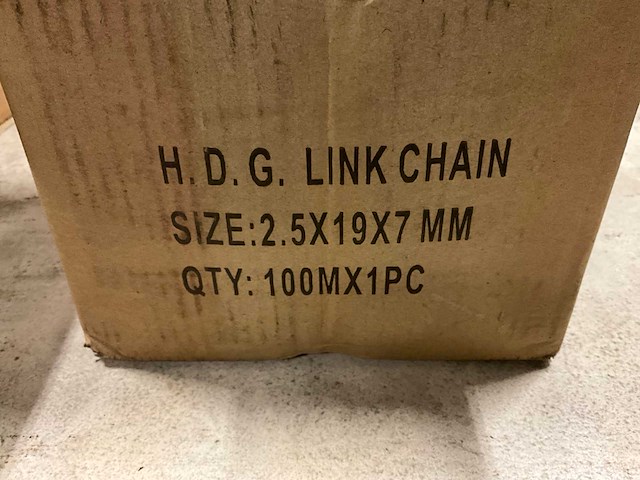 H.D.G. LINK CHAIN
SIZE:2.5X19X7 MM
QTY: 100MX1PC